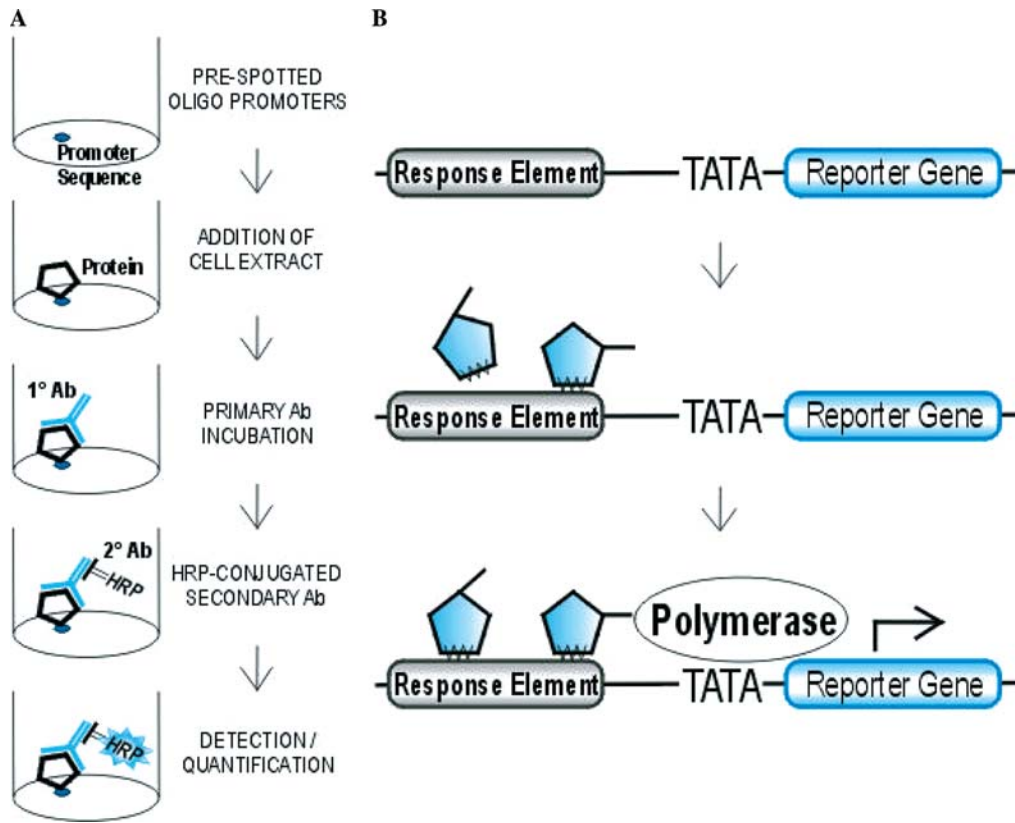 A
PRE-SPOTTED
OLIGO PROMOTERS
Promoter
Sequence
ADDITION OF
CELL EXTRACT
Protein
1° Ab
PRIMARY Ab
INCUBATION
2° Ab
HRP
HRP-CONJUGATED
SECONDARY Ab
HRP
DETECTION /
QUANTIFICATION
B
Response Element TATA Reporter Gene
Response Element TATA Reporter Gene
Polymerase
Response Element TATA Reporter Gene